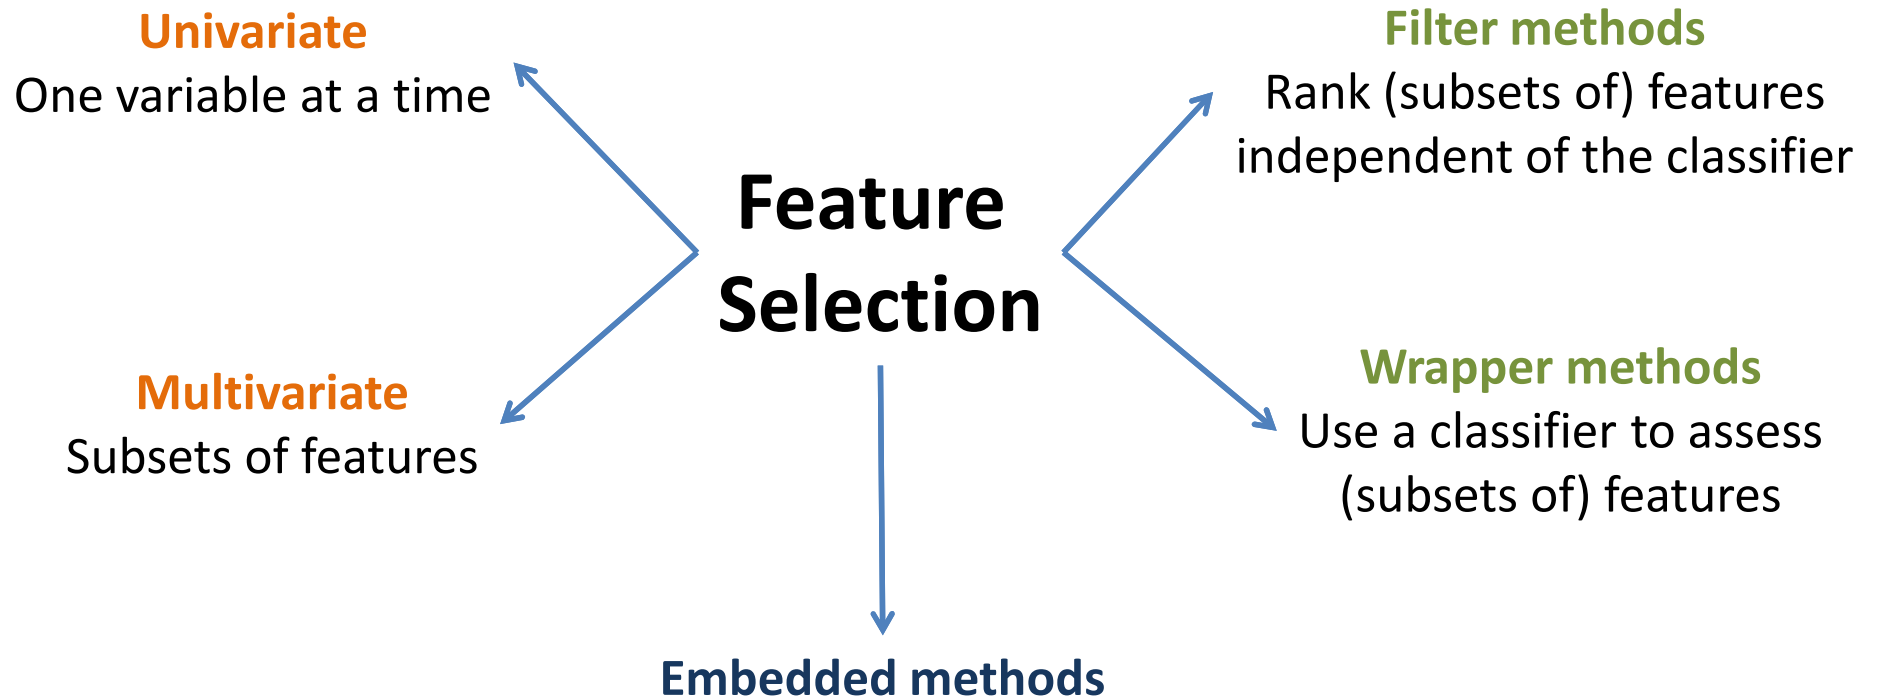 Univariate
One variable at a time
Multivariate
Subsets of features
Feature
Selection
Embedded methods
Filter methods
Rank (subsets of) features
independent of the classifier
Wrapper methods
Use a classifier to assess
(subsets of) features